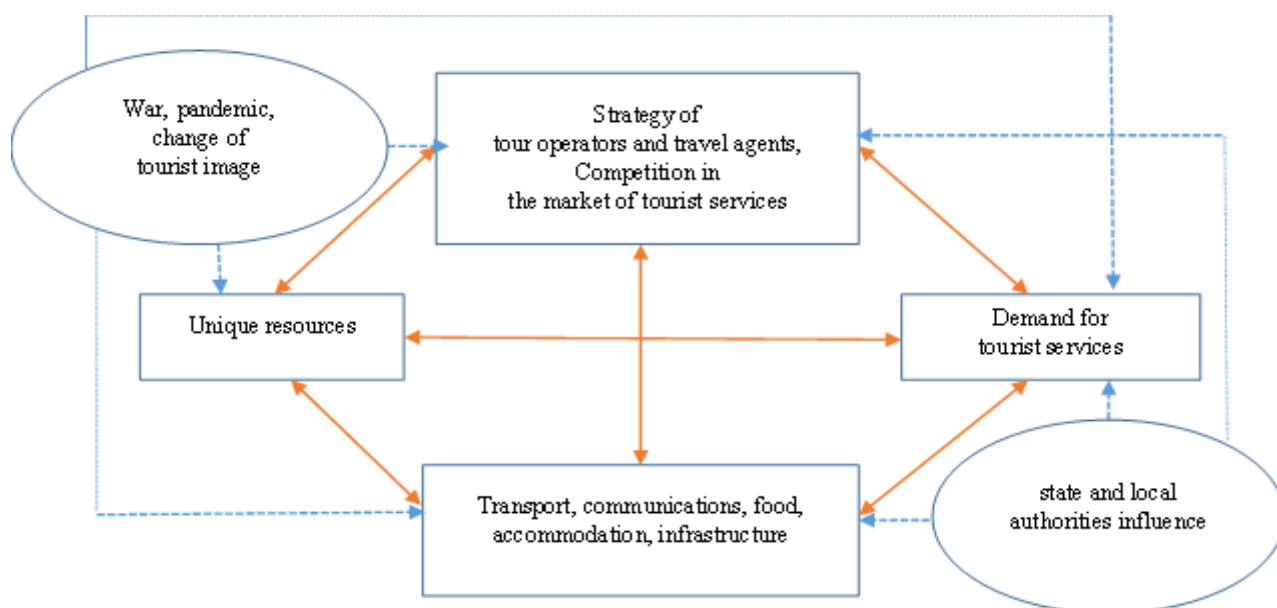 War, pandemic,
change of
tourist image
Strategy of
tour operators and travel agents,
Competition in
the market of tourist services
Unique resources
Demand for
tourist services
Transport, communications, food,
accommodation, infrastructure
state and local
authorities influence